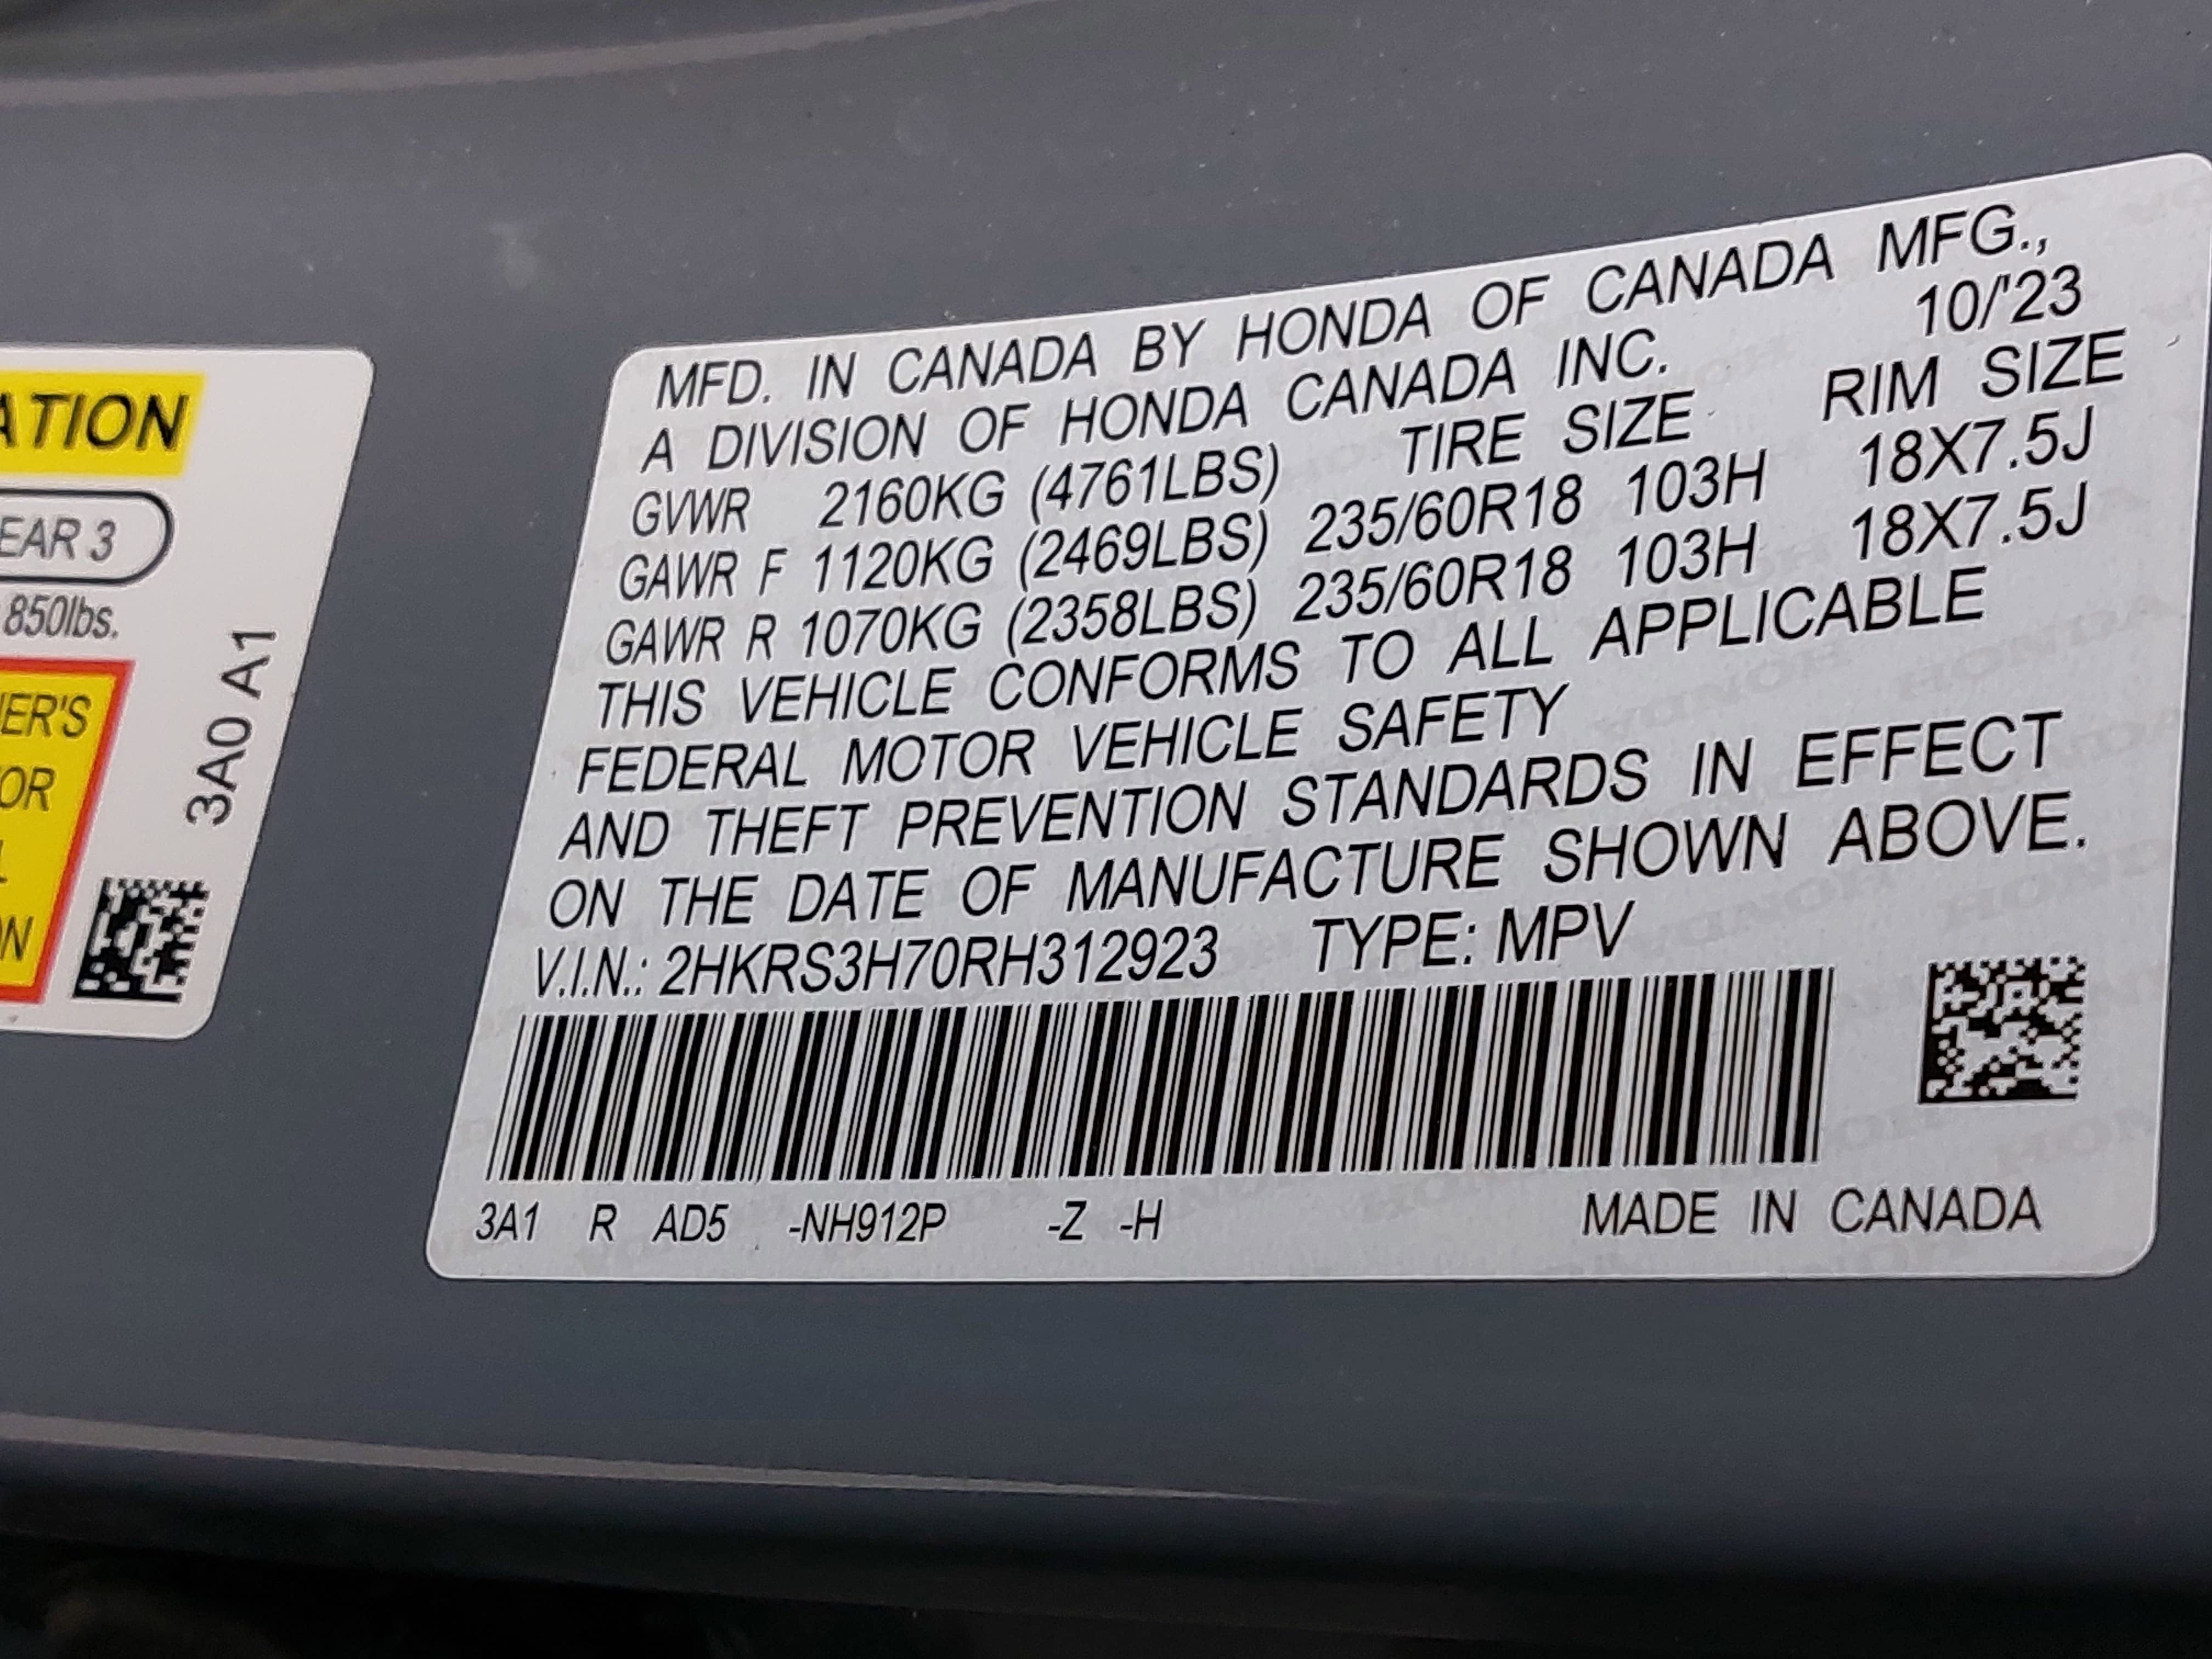 ATION
EAR 3
850lbs.
ER'S
OR
L
ON
3A0 A1
MFD. IN CANADA BY HONDA OF CANADA MFG.,
A DIVISION OF HONDA CANADA INC. 10/'23
GVWR 2160KG (4761LBS) TIRE SIZE RIM SIZE
GAWR F 1120KG (2469LBS) 235/60R18 103H 18X7.5J
GAWR R 1070KG (2358LBS) 235/60R18 103H 18X7.5J
THIS VEHICLE CONFORMS TO ALL APPLICABLE
FEDERAL MOTOR VEHICLE SAFETY
AND THEFT PREVENTION STANDARDS IN EFFECT
ON THE DATE OF MANUFACTURE SHOWN ABOVE.
V.I.N.: 2HKRS3H70RH312923 TYPE: MPV
3A1 R AD5 -NH912P -Z -H MADE IN CANADA